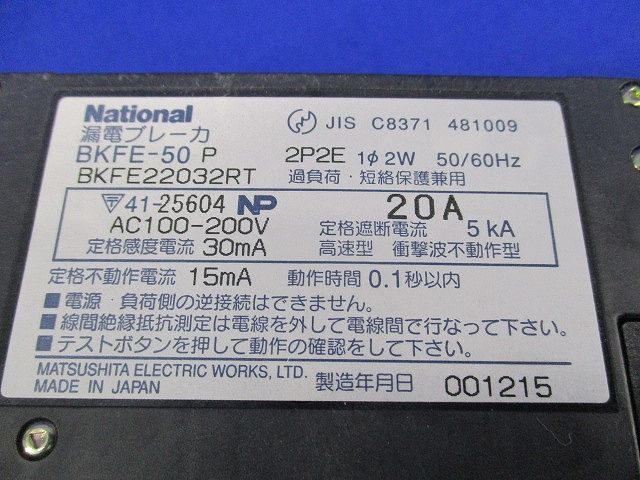 National
漏電ブレーカ
JIS C8371 481009
BKFE-50 P 2P2E 1φ2W 50/60Hz
BKFE22032RT 過負荷・短絡保護兼用
41-25604 NP 20A
AC100-200V 定格遮断電流 5kA
定格感度電流 30mA 高速型 衝撃波不動作型
定格不動作電流 15mA 動作時間 0.1秒以内
■電源・負荷側の逆接続はできません。
■線間絶縁抵抗測定は電線を外して電線間で行なって下さい。
■テストボタンを押して動作の確認をして下さい。
MATSUSHITA ELECTRIC WORKS, LTD.
MADE IN JAPAN 製造年月日 001215